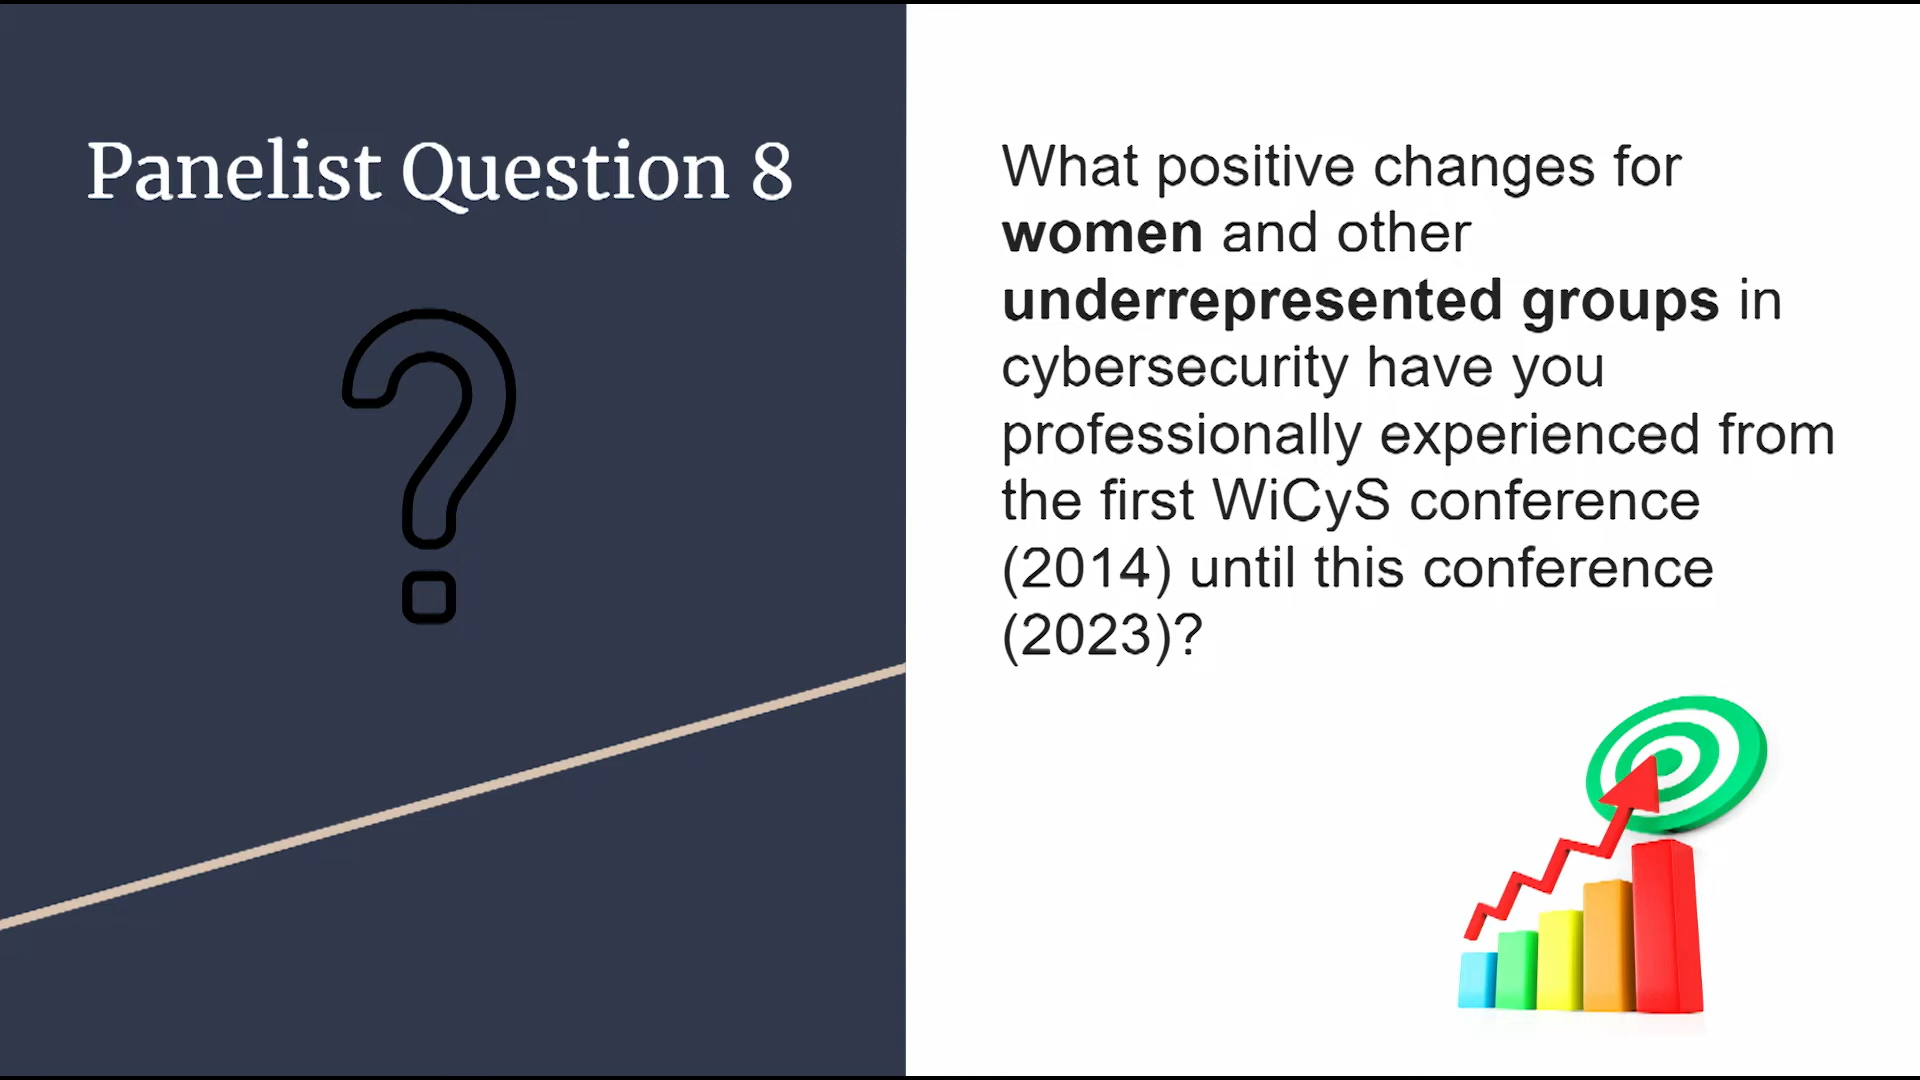 Panelist Question 8
What positive changes for
women and other
underrepresented groups in
cybersecurity have you
professionally experienced from
the first WiCyS conference
(2014) until this conference
(2023)?